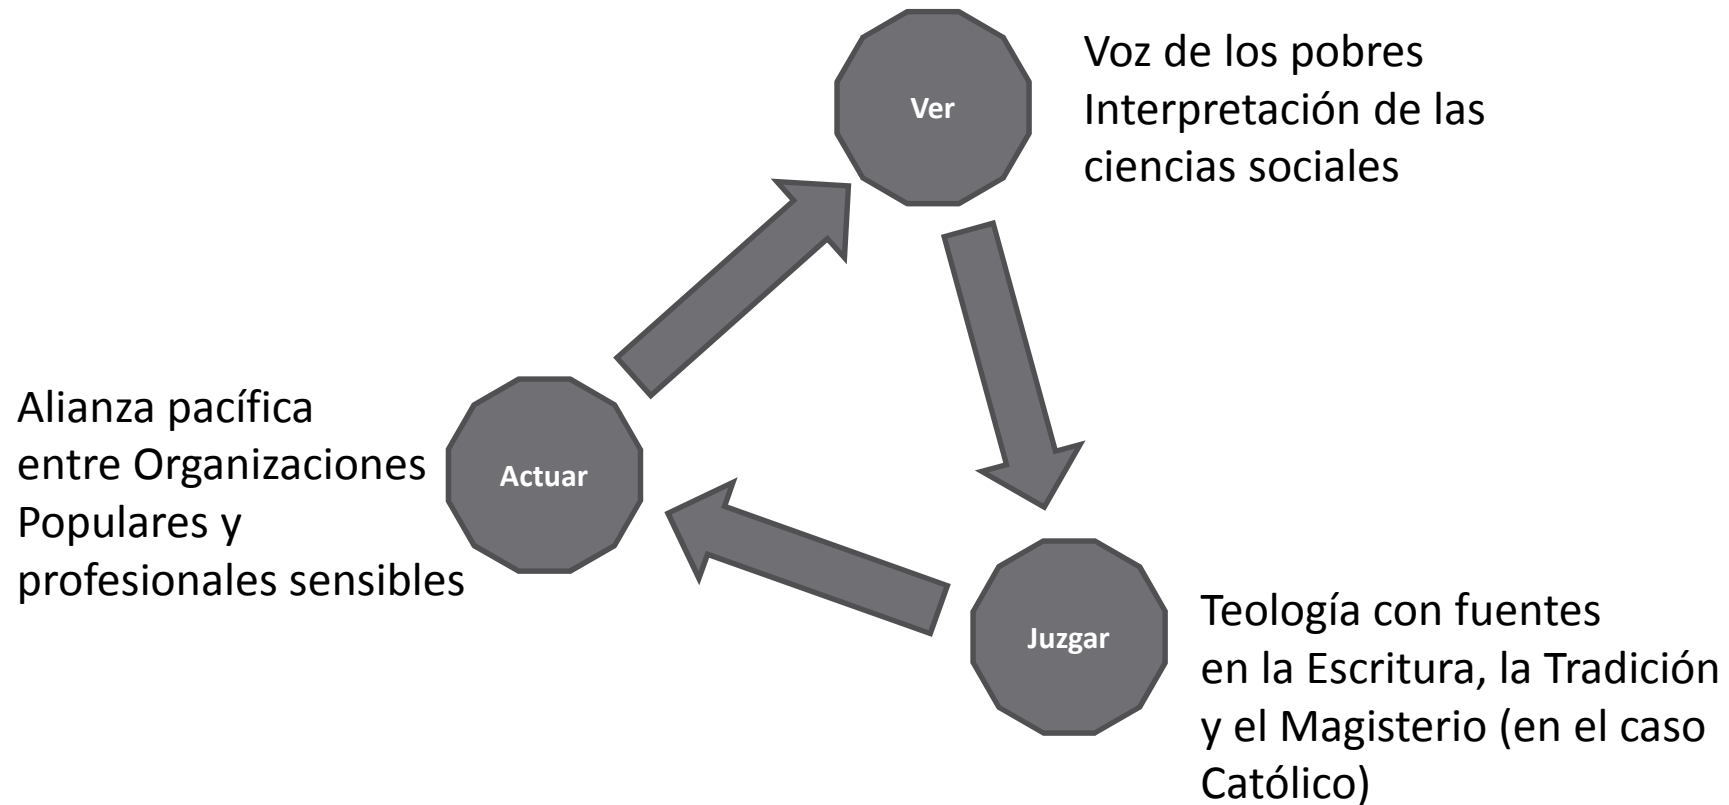 Ver
Voz de los pobres
Interpretación de las
ciencias sociales
Alianza pacífica
entre Organizaciones
Populares y
profesionales sensibles
Actuar
Juzgar
Teología con fuentes
en la Escritura, la Tradición
y el Magisterio (en el caso
Católico)